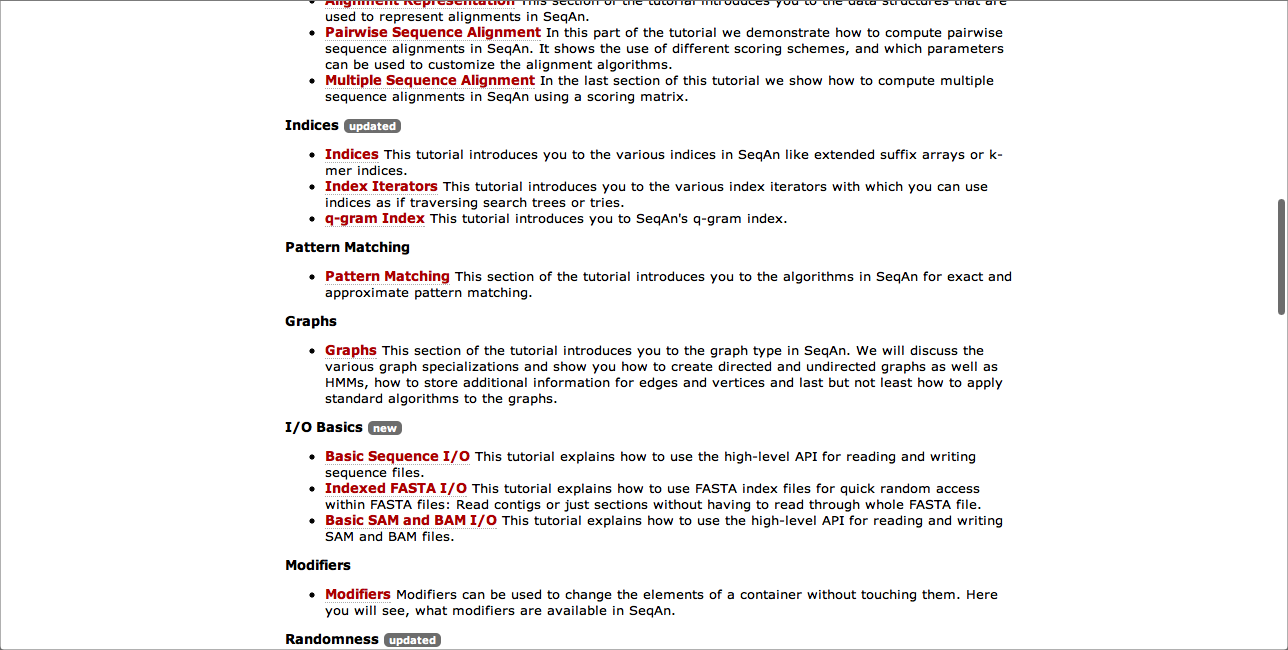 Alignment Representation This section of the tutorial introduces you to the data structures that are
used to represent alignments in SeqAn.
Pairwise Sequence Alignment In this part of the tutorial we demonstrate how to compute pairwise
sequence alignments in SeqAn. It shows the use of different scoring schemes, and which parameters
can be used to customize the alignment algorithms.
Multiple Sequence Alignment In the last section of this tutorial we show how to compute multiple
sequence alignments in SeqAn using a scoring matrix.
Indices updated
Indices This tutorial introduces you to the various indices in SeqAn like extended suffix arrays or k-
mer indices.
Index Iterators This tutorial introduces you to the various index iterators with which you can use
indices as if traversing search trees or tries.
q-gram Index This tutorial introduces you to SeqAn's q-gram index.
Pattern Matching
Pattern Matching This section of the tutorial introduces you to the algorithms in SeqAn for exact and
approximate pattern matching.
Graphs
Graphs This section of the tutorial introduces you to the graph type in SeqAn. We will discuss the
various graph specializations and show you how to create directed and undirected graphs as well as
HMMs, how to store additional information for edges and vertices and last but not least how to apply
standard algorithms to the graphs.
I/O Basics new
Basic Sequence I/O This tutorial explains how to use the high-level API for reading and writing
sequence files.
Indexed FASTA I/O This tutorial explains how to use FASTA index files for quick random access
within FASTA files: Read contigs or just sections without having to read through whole FASTA file.
Basic SAM and BAM I/O This tutorial explains how to use the high-level API for reading and writing
SAM and BAM files.
Modifiers
Modifiers Modifiers can be used to change the elements of a container without touching them. Here
you will see, what modifiers are available in SeqAn.
Randomness updated